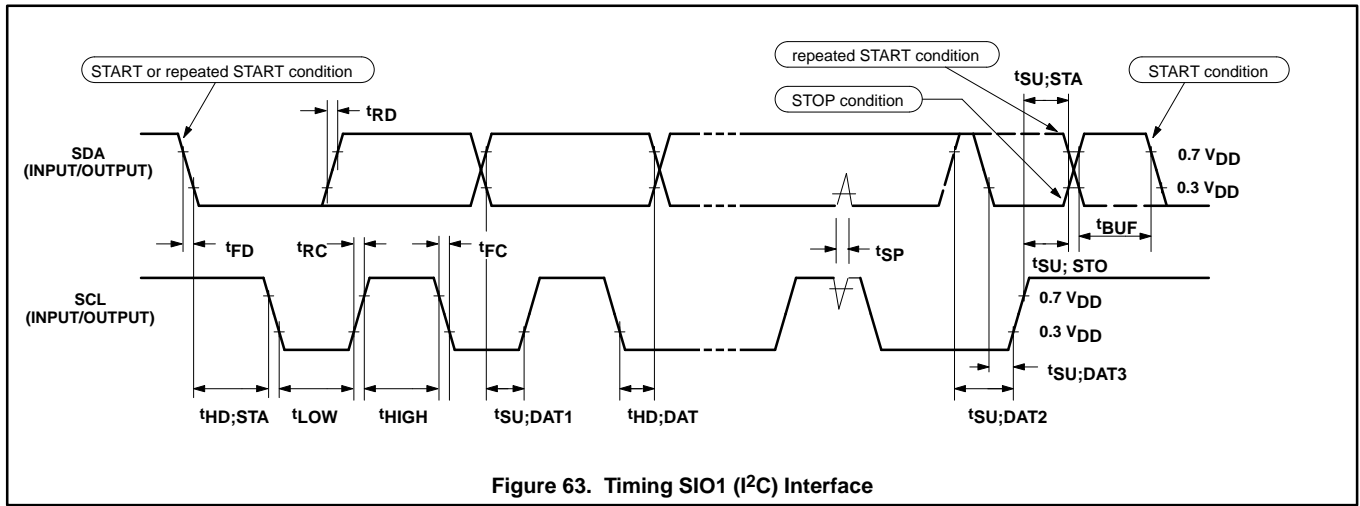 repeated START condition
START or repeated START condition
tSU;STA
START condition
STOP condition
tRD
SDA
(INPUT/OUTPUT)
0.7 VDD
0.3 VDD
tFD
tRC
tFC
tSP
tBUF
tSU; STO
SCL
(INPUT/OUTPUT)
0.7 VDD
0.3 VDD
tSU;DAT3
tHD;STA
tLOW
tHIGH
tSU;DAT1
tHD;DAT
tSU;DAT2
Figure 63. Timing SIO1 (I2C) Interface